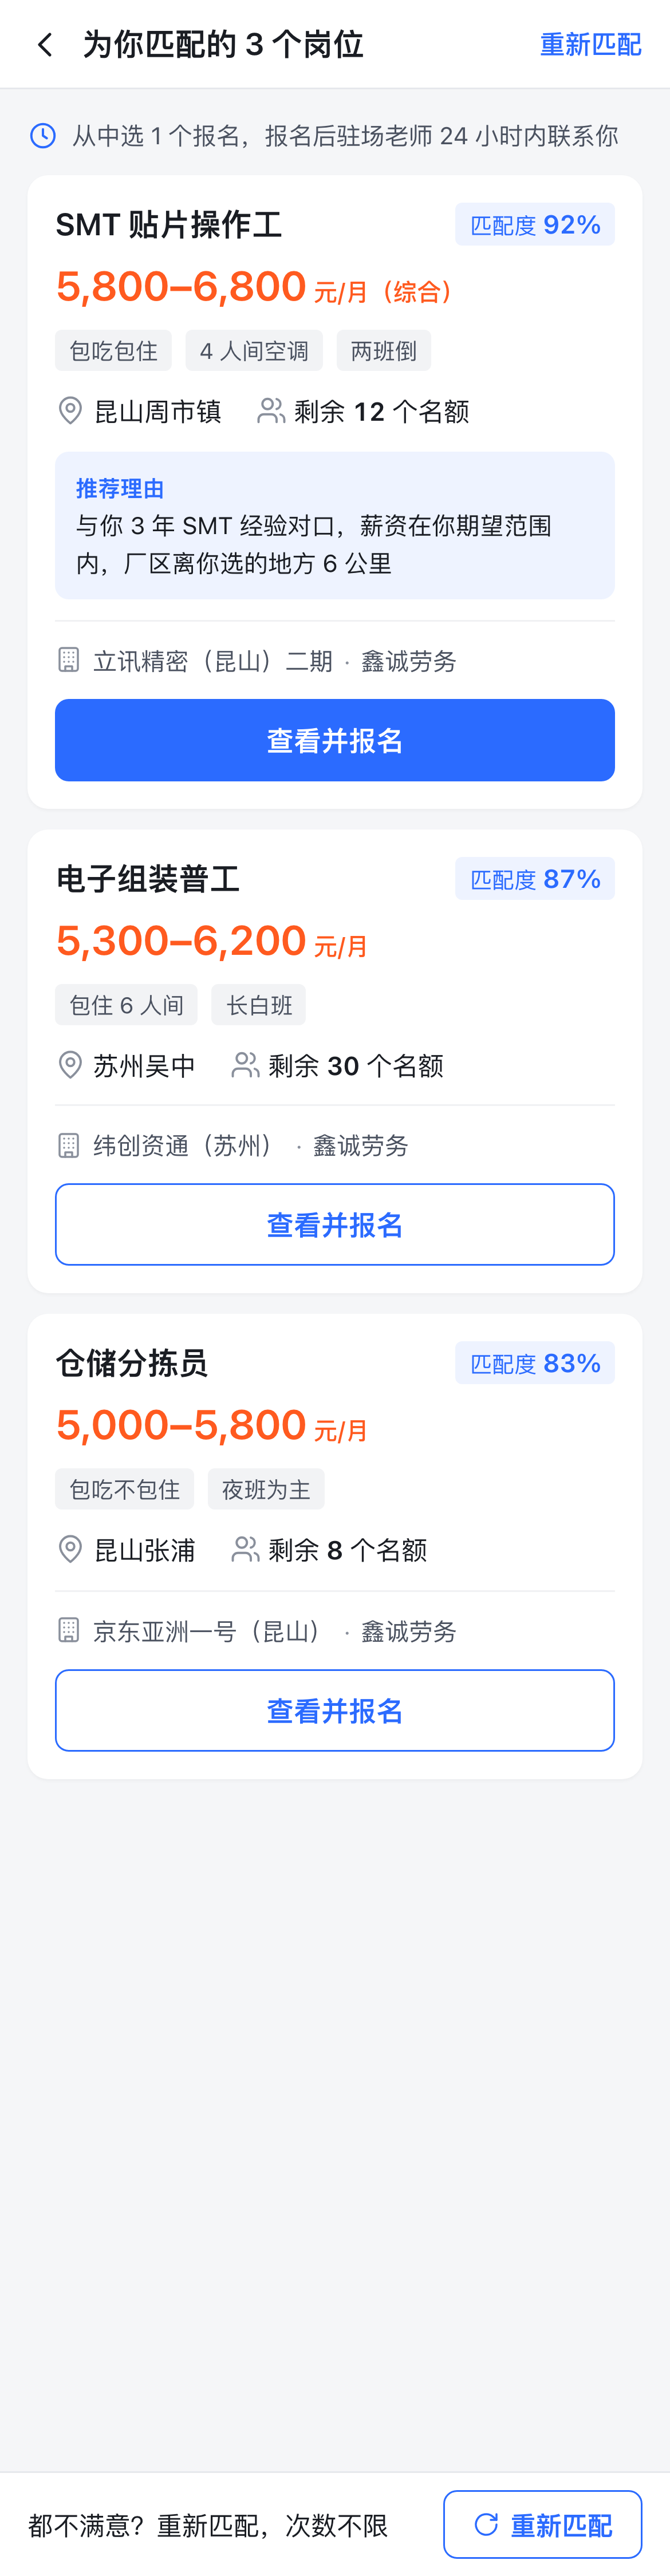 为你匹配的 3 个岗位
重新匹配
从中选 1 个报名，报名后驻场老师 24 小时内联系你
SMT 贴片操作工
匹配度 92%
5,800–6,800 元/月（综合）
包吃包住
4 人间空调
两班倒
昆山周市镇
剩余 12 个名额
推荐理由
与你 3 年 SMT 经验对口，薪资在你期望范围
内，厂区离你选的地方 6 公里
立讯精密（昆山）二期 · 鑫诚劳务
查看并报名
电子组装普工
匹配度 87%
5,300–6,200 元/月
包住 6 人间
长白班
苏州吴中
剩余 30 个名额
纬创资通（苏州） · 鑫诚劳务
查看并报名
仓储分拣员
匹配度 83%
5,000–5,800 元/月
包吃不包住
夜班为主
昆山张浦
剩余 8 个名额
京东亚洲一号（昆山） · 鑫诚劳务
查看并报名
都不满意？重新匹配，次数不限
重新匹配